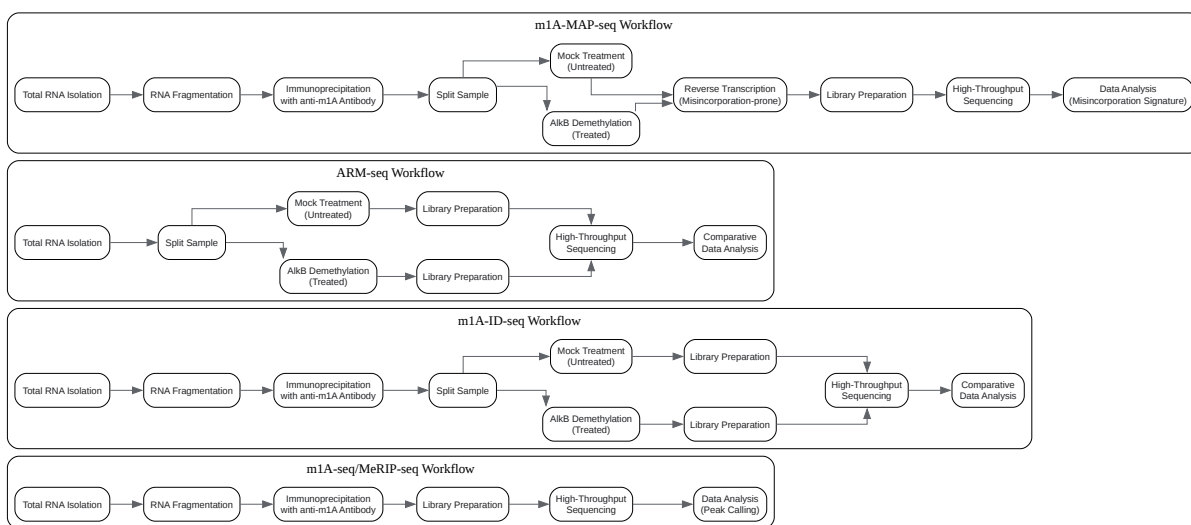 m1A-MAP-seq Workflow
Total RNA Isolation
RNA Fragmentation
Immunoprecipitation
with anti-m1A Antibody
Split Sample
Mock Treatment
(Untreated)
AlkB Demethylation
(Treated)
Reverse Transcription
(Misincorporation-prone)
Library Preparation
High-Throughput
Sequencing
Data Analysis
(Misincorporation Signature)
ARM-seq Workflow
Total RNA Isolation
Split Sample
Mock Treatment
(Untreated)
Library Preparation
AlkB Demethylation
(Treated)
Library Preparation
High-Throughput
Sequencing
Comparative
Data Analysis
m1A-ID-seq Workflow
Total RNA Isolation
RNA Fragmentation
Immunoprecipitation
with anti-m1A Antibody
Split Sample
Mock Treatment
(Untreated)
Library Preparation
AlkB Demethylation
(Treated)
Library Preparation
High-Throughput
Sequencing
Comparative
Data Analysis
m1A-seq/MeRIP-seq Workflow
Total RNA Isolation
RNA Fragmentation
Immunoprecipitation
with anti-m1A Antibody
Library Preparation
High-Throughput
Sequencing
Data Analysis
(Peak Calling)